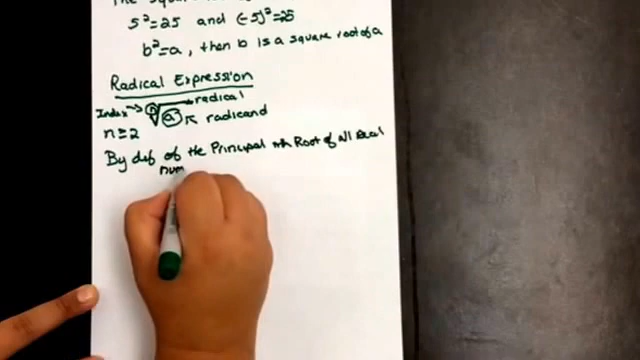 5²=25 and (-5)²=25
b²=a, then b is a square root of a
Radical Expression
Index → n radical
a ← radicand
n≥2
By def of the Principal nth Root of All Real
num